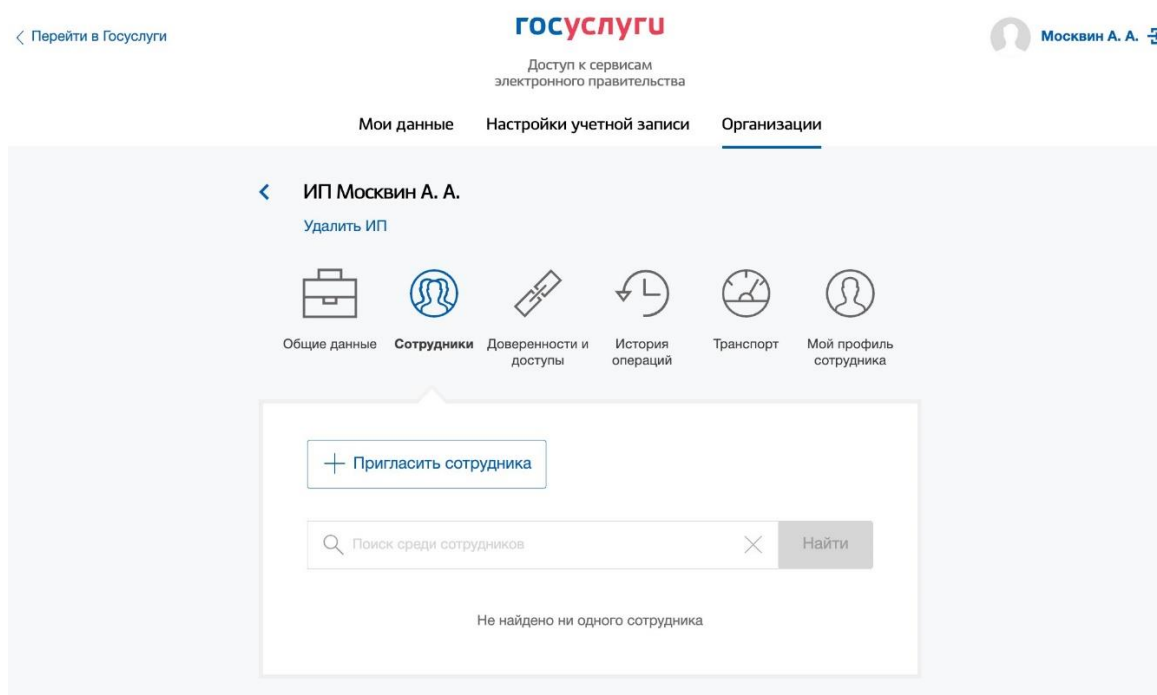 Перейти в Госуслуги
госуслуги
Москвин А. А.
Доступ к сервисам
электронного правительства
Мои данные Настройки учетной записи Организации
ИП Москвин А. А.
Удалить ИП
Общие данные
Сотрудники
Доверенности и
доступы
История
операций
Транспорт
Мой профиль
сотрудника
Пригласить сотрудника
Поиск среди сотрудников
Найти
Не найдено ни одного сотрудника